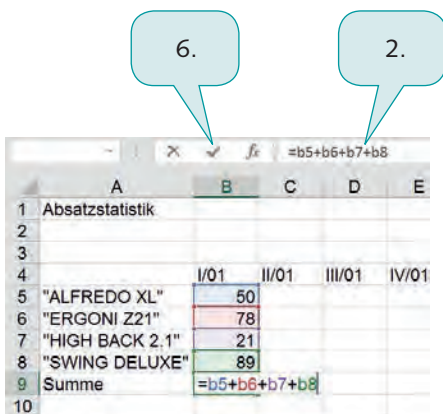 6. 2.
fx =b5+b6+b7+b8
A B C D E
1 Absatzstatistik
2
3
4 I/01 II/01 III/01 IV/01
5 "ALFREDO XL" 50
6 "ERGONI Z21" 78
7 "HIGH BACK 2.1" 21
8 "SWING DELUXE" 89
9 Summe =b5+b6+b7+b8
10